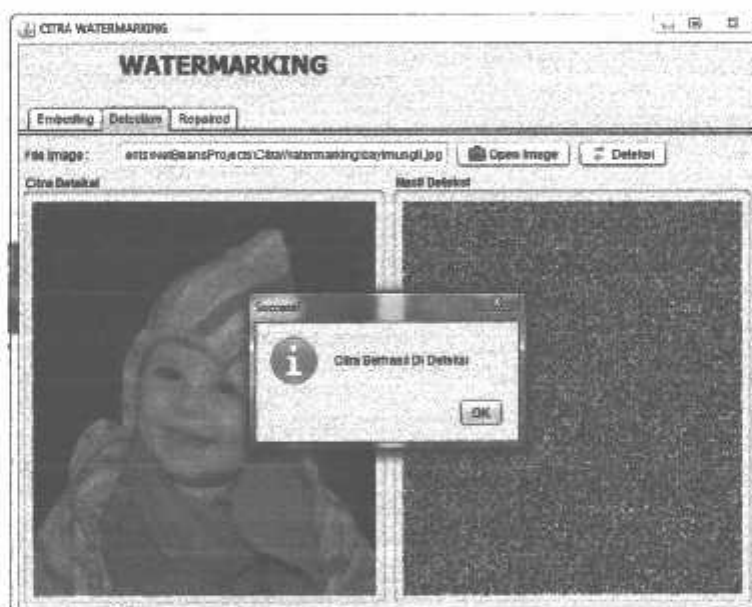 CITRA WATERMARKING
WATERMARKING
Embeding Detection Repaired
File Image : Open Image Deteksi
Citra Deteksi Hasil Deteksi
Citra Berhasil Di Deteksi
OK